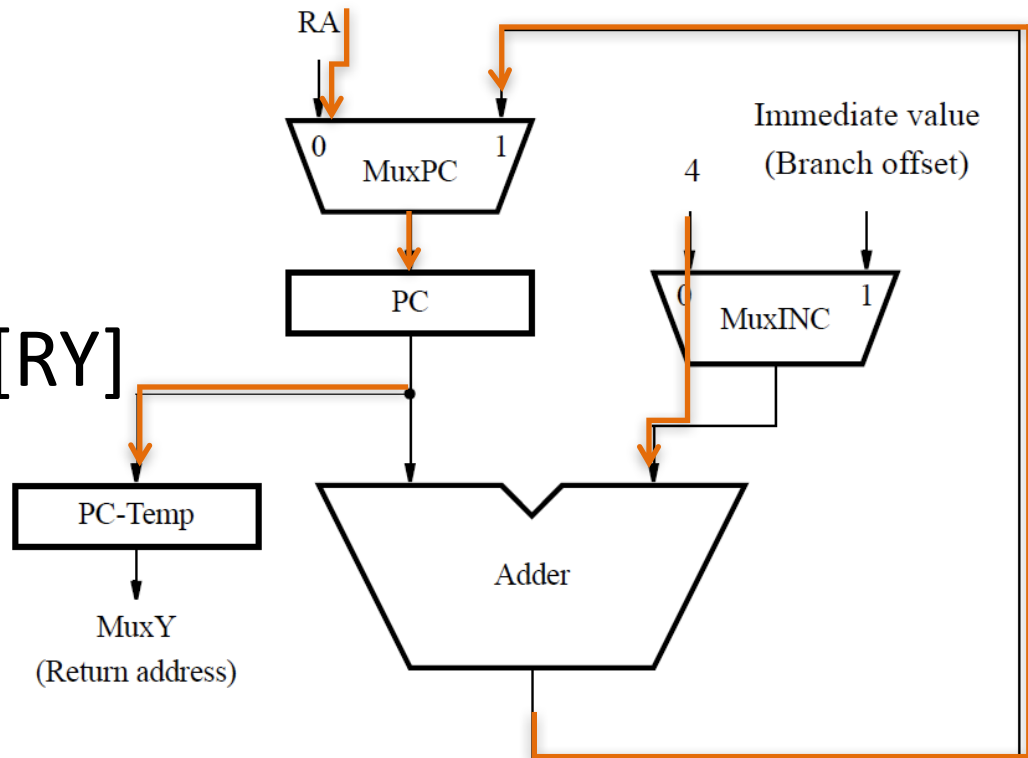 RA
Immediate value
(Branch offset)
4
0
1
MuxPC
0
1
MuxINC
PC
[RY]
PC-Temp
Adder
MuxY
(Return address)